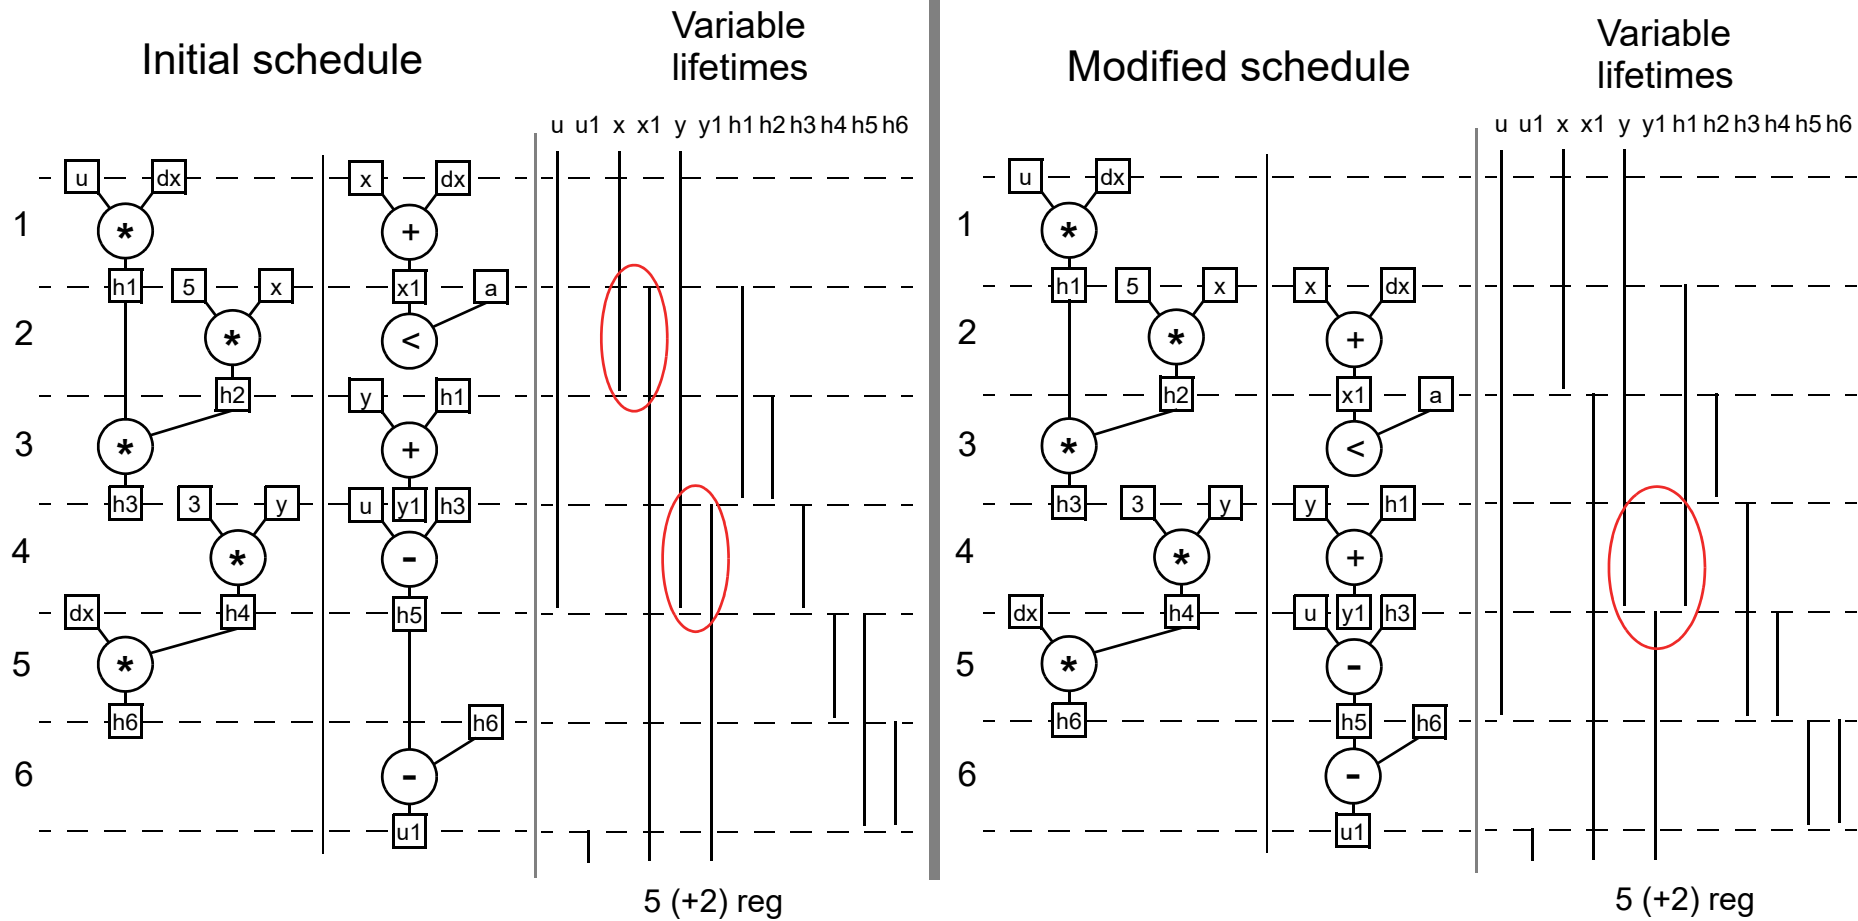 Initial schedule
Variable
lifetimes
u u1 x x1 y y1 h1 h2 h3 h4 h5 h6
u dx x dx
1 * +
h1 5 x x1 a
2 * <
h2 y h1
3 * +
h3 3 y u y1 h3
4 * -
dx h4 h5
5 *
h6 h6
6 -
u1
5 (+2) reg
Modified schedule
Variable
lifetimes
u u1 x x1 y y1 h1 h2 h3 h4 h5 h6
u dx
1 *
h1 5 x x dx
2 * +
h2 x1 a
3 * <
h3 3 y y h1
4 * +
dx h4 u y1 h3
5 * -
h6 h5 h6
6 -
u1
5 (+2) reg